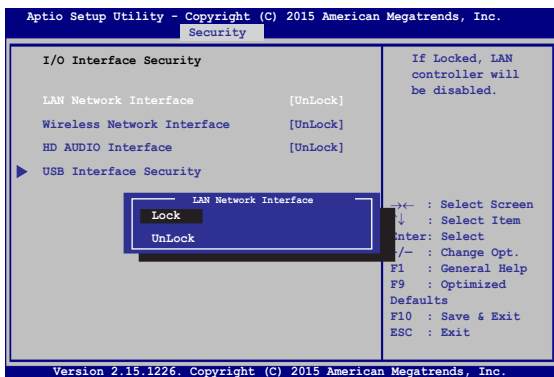 Aptio Setup Utility - Copyright (C) 2015 American Megatrends, Inc.
Security
I/O Interface Security
LAN Network Interface [UnLock]
Wireless Network Interface [UnLock]
HD AUDIO Interface [UnLock]
USB Interface Security
LAN Network Interface
Lock
UnLock
If Locked, LAN
controller will
be disabled.
→← : Select Screen
↓ : Select Item
Enter: Select
/— : Change Opt.
F1 : General Help
F9 : Optimized
Defaults
F10 : Save & Exit
ESC : Exit
Version 2.15.1226. Copyright (C) 2015 American Megatrends, Inc.